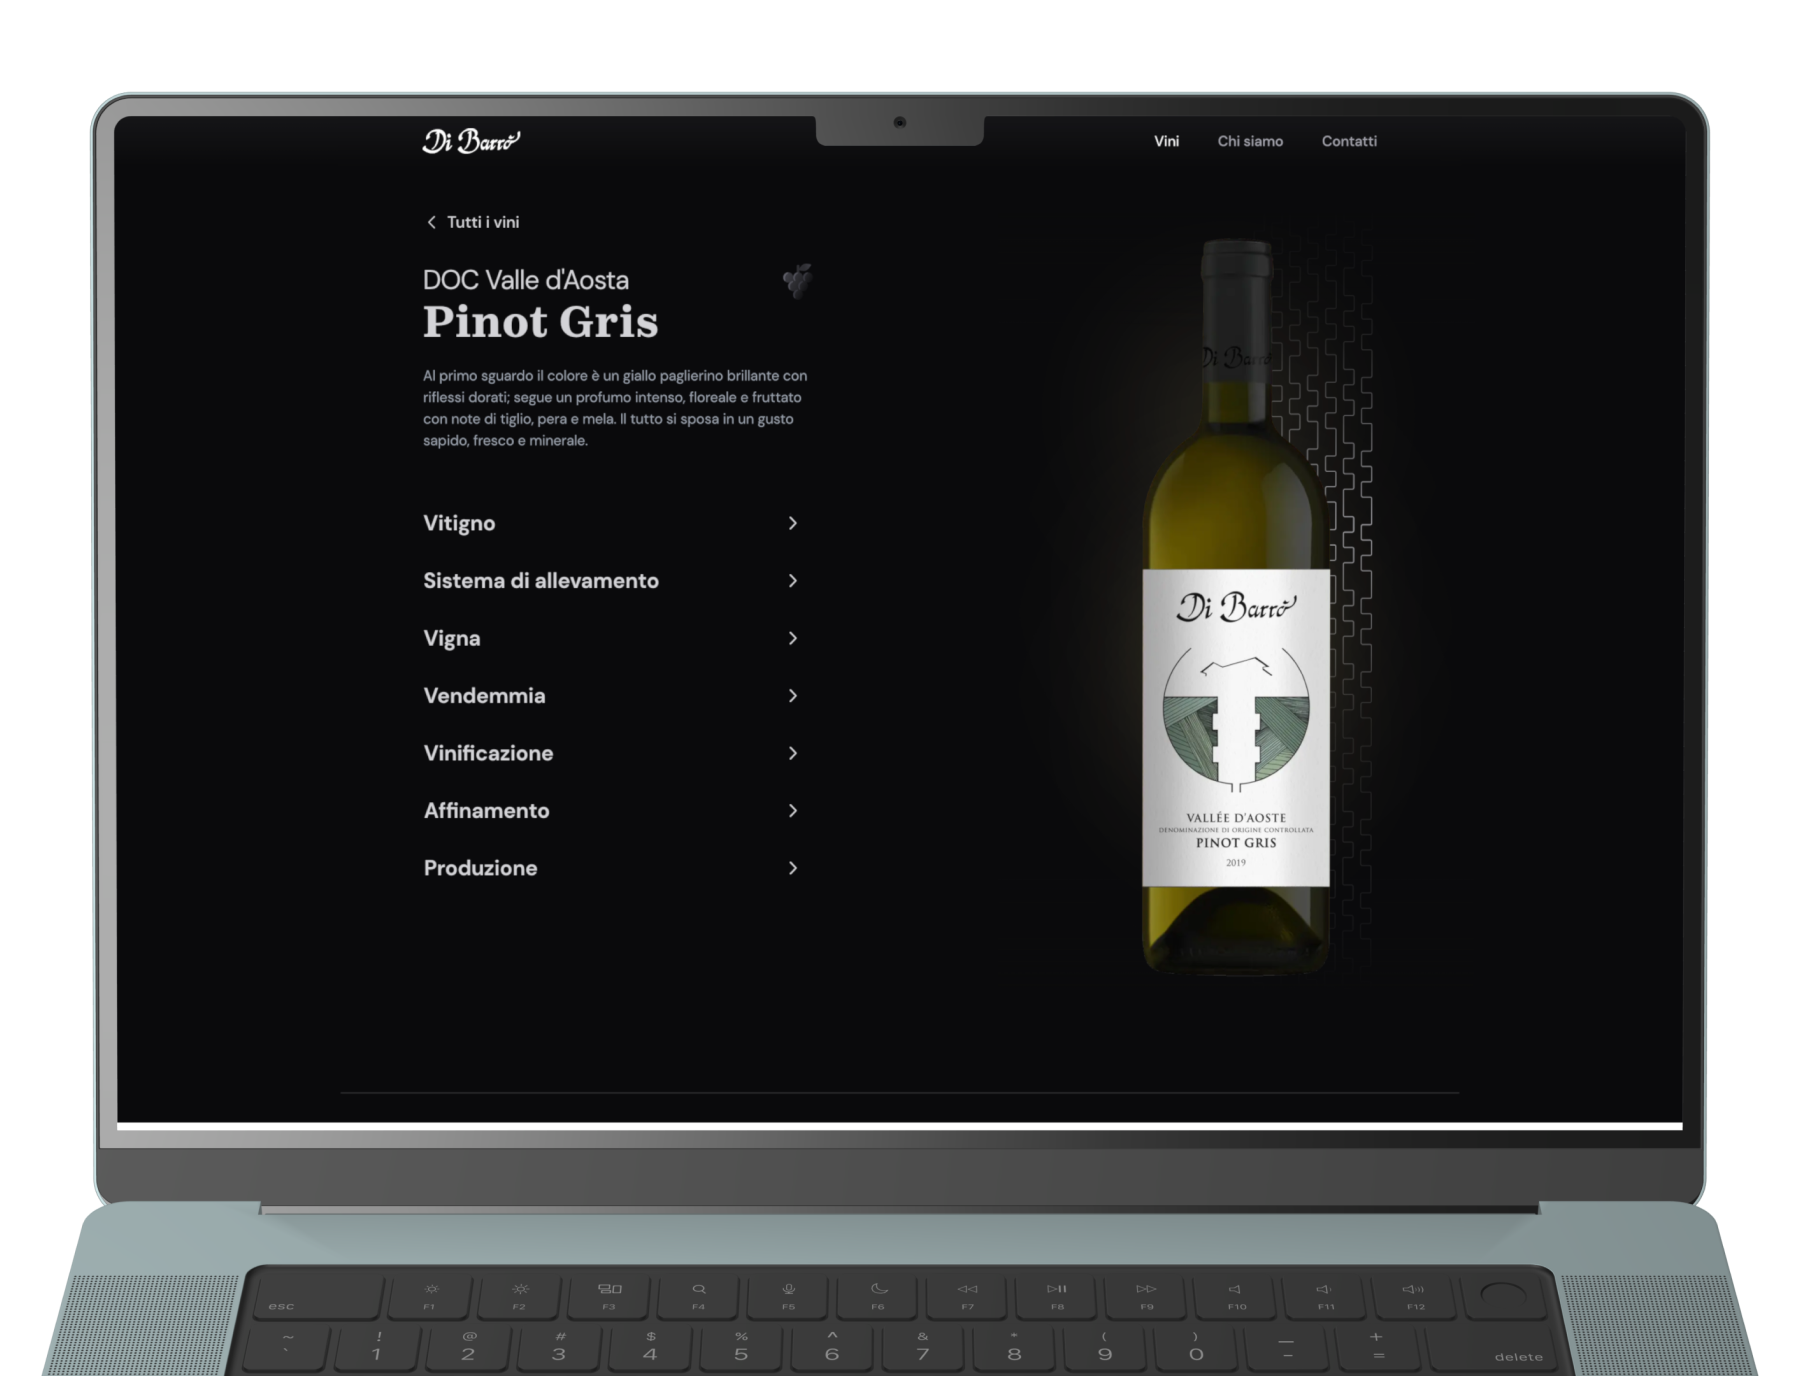 Di Barrò
Vini Chi siamo Contatti
Tutti i vini
DOC Valle d'Aosta
Pinot Gris
Al primo sguardo il colore è un giallo paglierino brillante con
riflessi dorati; segue un profumo intenso, floreale e fruttato
con note di tiglio, pera e mela. Il tutto si sposa in un gusto
sapido, fresco e minerale.
Vitigno
Sistema di allevamento
Vigna
Vendemmia
Vinificazione
Affinamento
Produzione
Di Barrò
Di Barrò
VALLÉE D'AOSTE
DENOMINAZIONE DI ORIGINE CONTROLLATA
PINOT GRIS
2019
esc F1 F2 F3 F4 F5 F6 F7 F8 F9 F10 F11 F12
~ ! @ # $ % ^ & * ( ) — +
` 1 2 3 4 5 6 7 8 9 0 - = delete